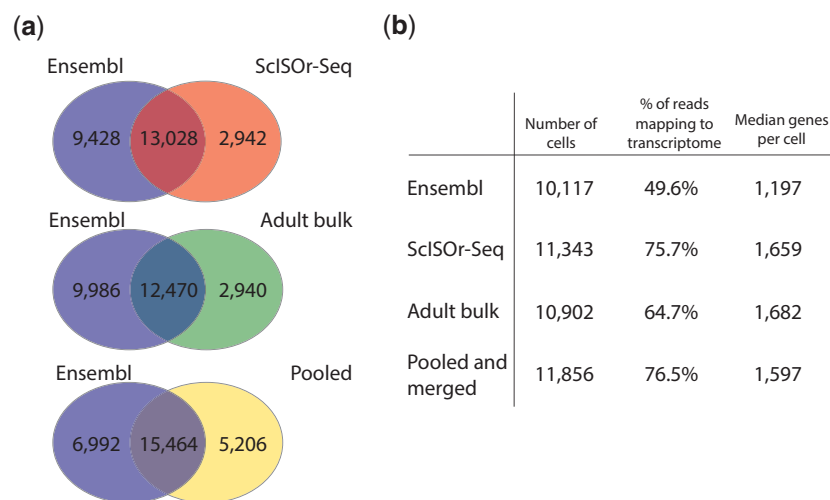 (a)
Ensembl ScISOr-Seq
9,428 13,028 2,942
Ensembl Adult bulk
9,986 12,470 2,940
Ensembl Pooled
6,992 15,464 5,206
(b)
Number of cells
% of reads mapping to transcriptome
Median genes per cell
Ensembl 10,117 49.6% 1,197
ScISOr-Seq 11,343 75.7% 1,659
Adult bulk 10,902 64.7% 1,682
Pooled and merged 11,856 76.5% 1,597